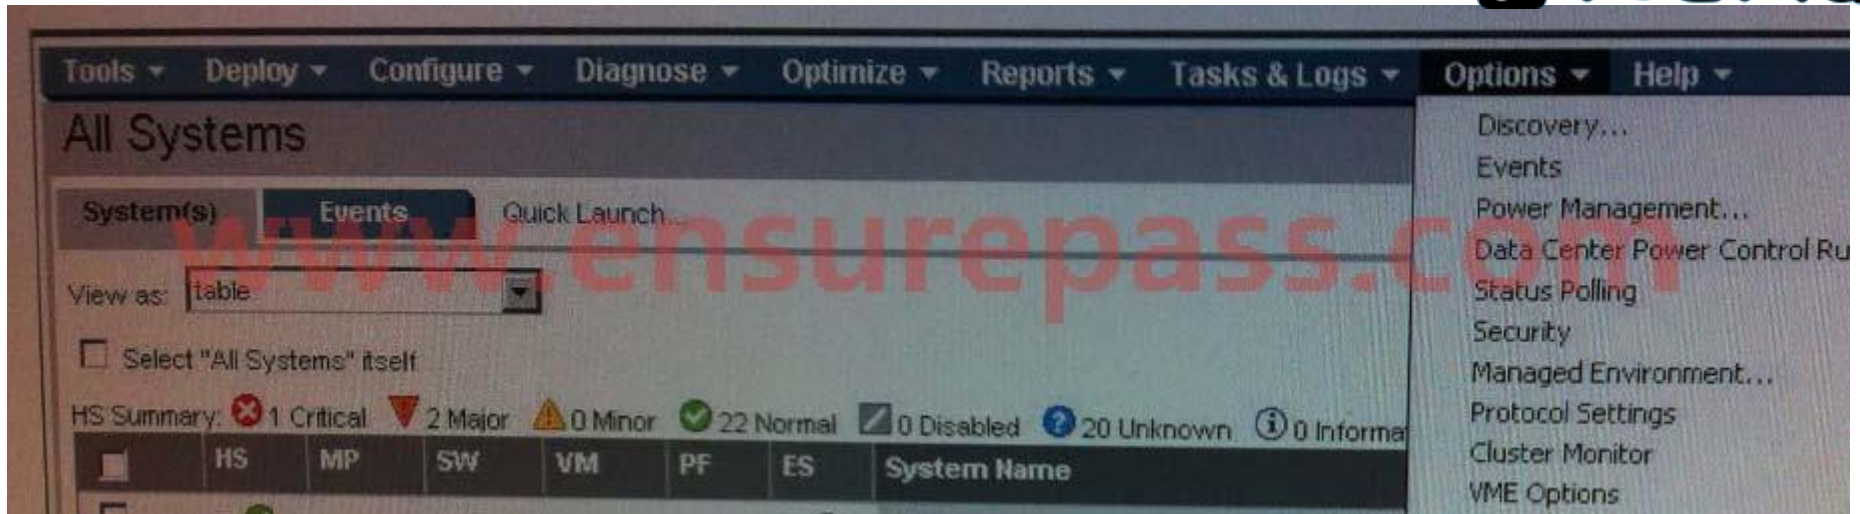 Tools Deploy Configure Diagnose Optimize Reports Tasks & Logs Options Help
All Systems
System(s) Events Quick Launch...
View as: table
Select "All Systems" itself
HS Summary: 1 Critical 2 Major 0 Minor 22 Normal 0 Disabled 20 Unknown 0 Informa
HS MP SW VM PF ES System Name
Discovery...
Events
Power Management...
Data Center Power Control Ru
Status Polling
Security
Managed Environment...
Protocol Settings
Cluster Monitor
VME Options
www.ensurepass.com